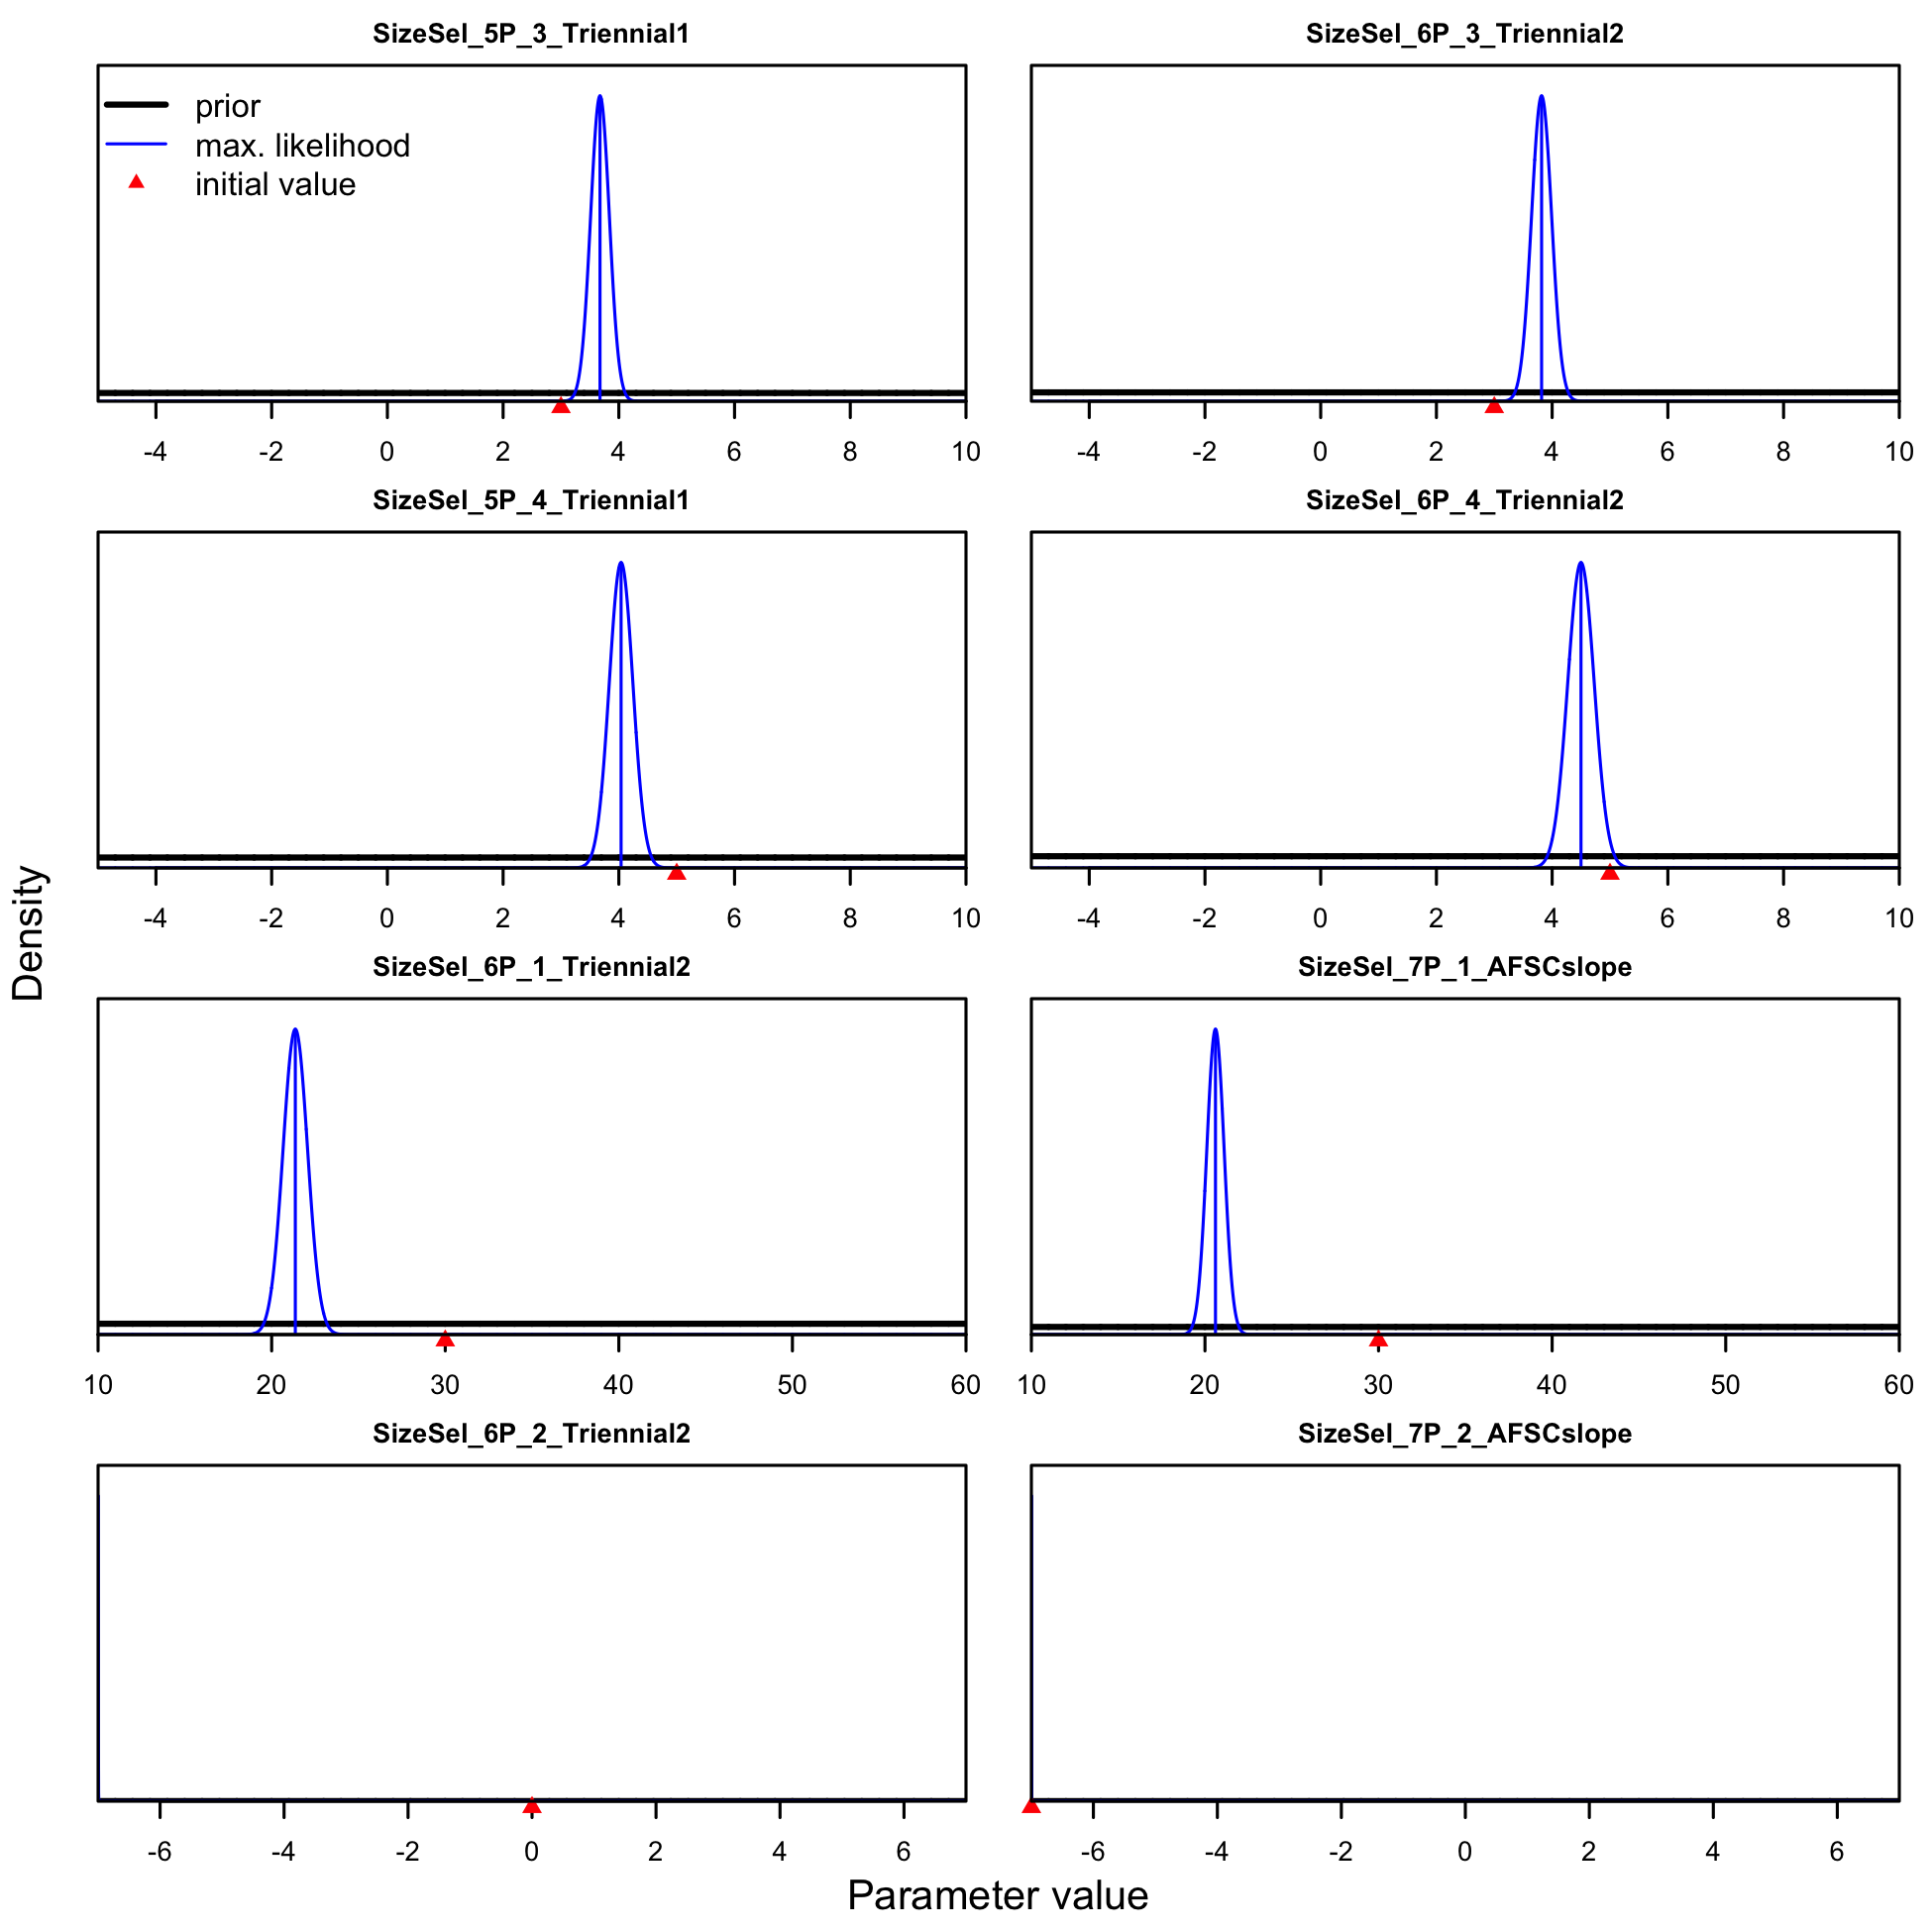 SizeSel_5P_3_Triennial1
prior
max. likelihood
initial value
-4 -2 0 2 4 6 8 10
SizeSel_6P_3_Triennial2
-4 -2 0 2 4 6 8 10
SizeSel_5P_4_Triennial1
-4 -2 0 2 4 6 8 10
SizeSel_6P_4_Triennial2
-4 -2 0 2 4 6 8 10
SizeSel_6P_1_Triennial2
10 20 30 40 50 60
SizeSel_7P_1_AFSCslope
10 20 30 40 50 60
SizeSel_6P_2_Triennial2
-6 -4 -2 0 2 4 6
SizeSel_7P_2_AFSCslope
-6 -4 -2 0 2 4 6
Density
Parameter value